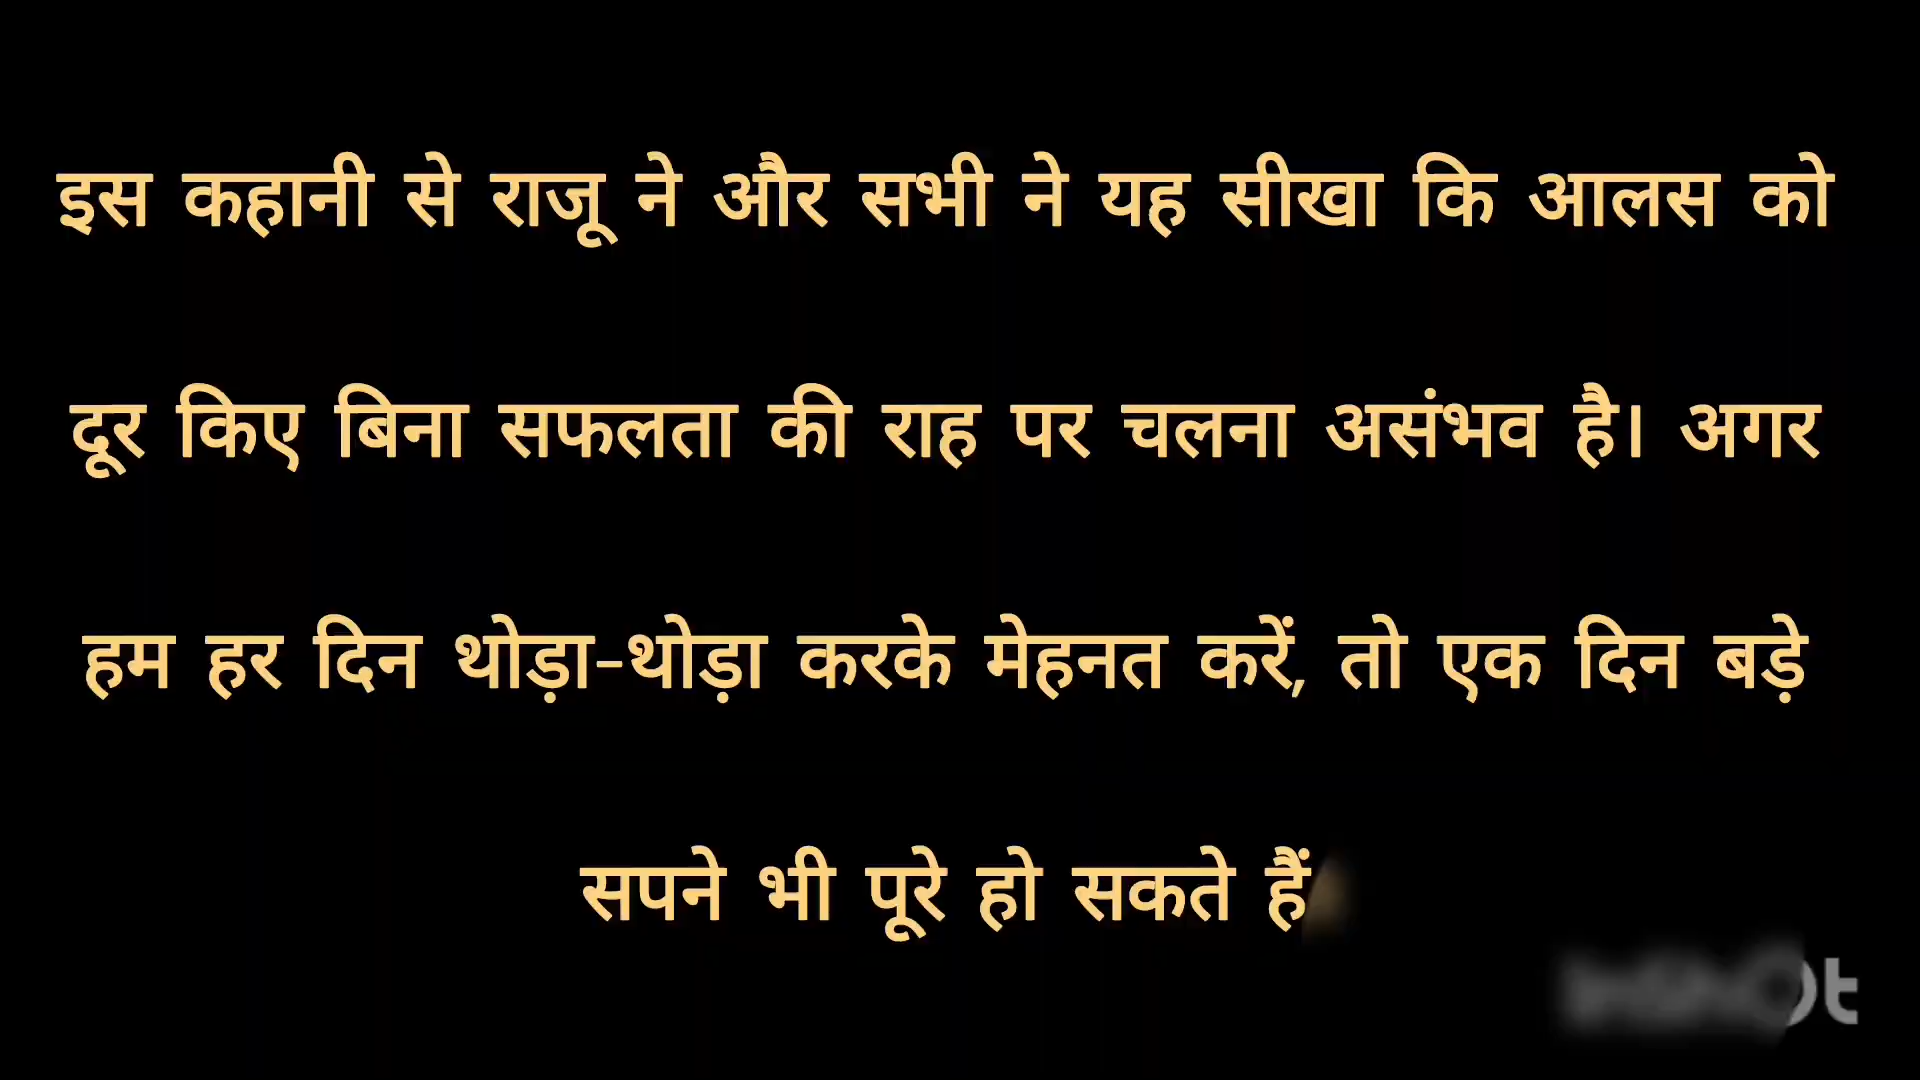 इस कहानी से राजू ने और सभी ने यह सीखा कि आलस को
दूर किए बिना सफलता की राह पर चलना असंभव है। अगर
हम हर दिन थोड़ा-थोड़ा करके मेहनत करें, तो एक दिन बड़े
सपने भी पूरे हो सकते हैं